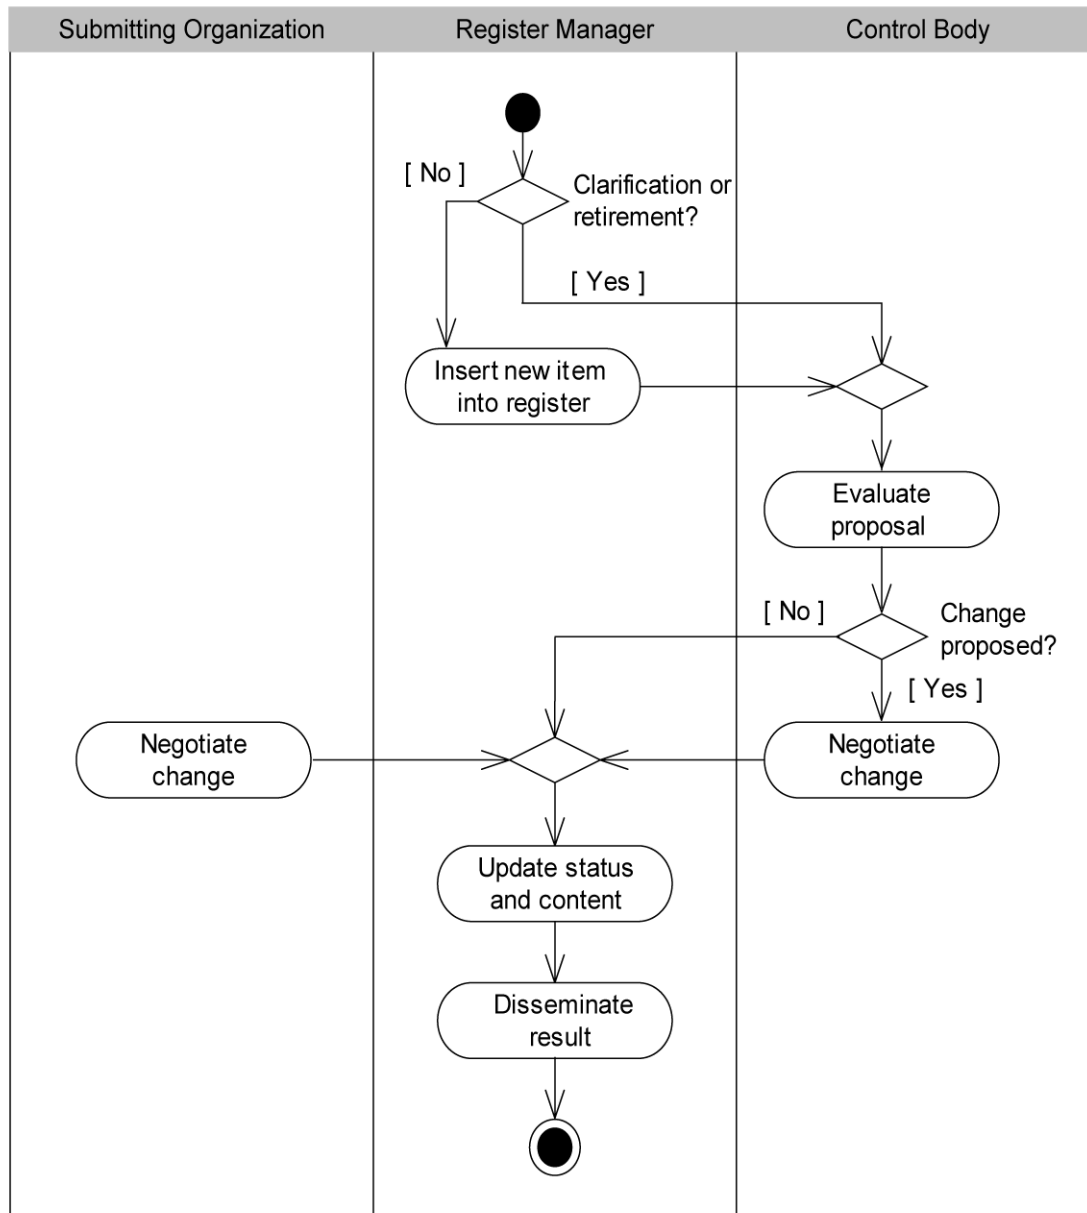 Submitting Organization
Register Manager
Control Body
[ No ]
Clarification or
retirement?
[ Yes ]
Insert new item
into register
Evaluate
proposal
[ No ]
Change
proposed?
[ Yes ]
Negotiate
change
Negotiate
change
Update status
and content
Disseminate
result